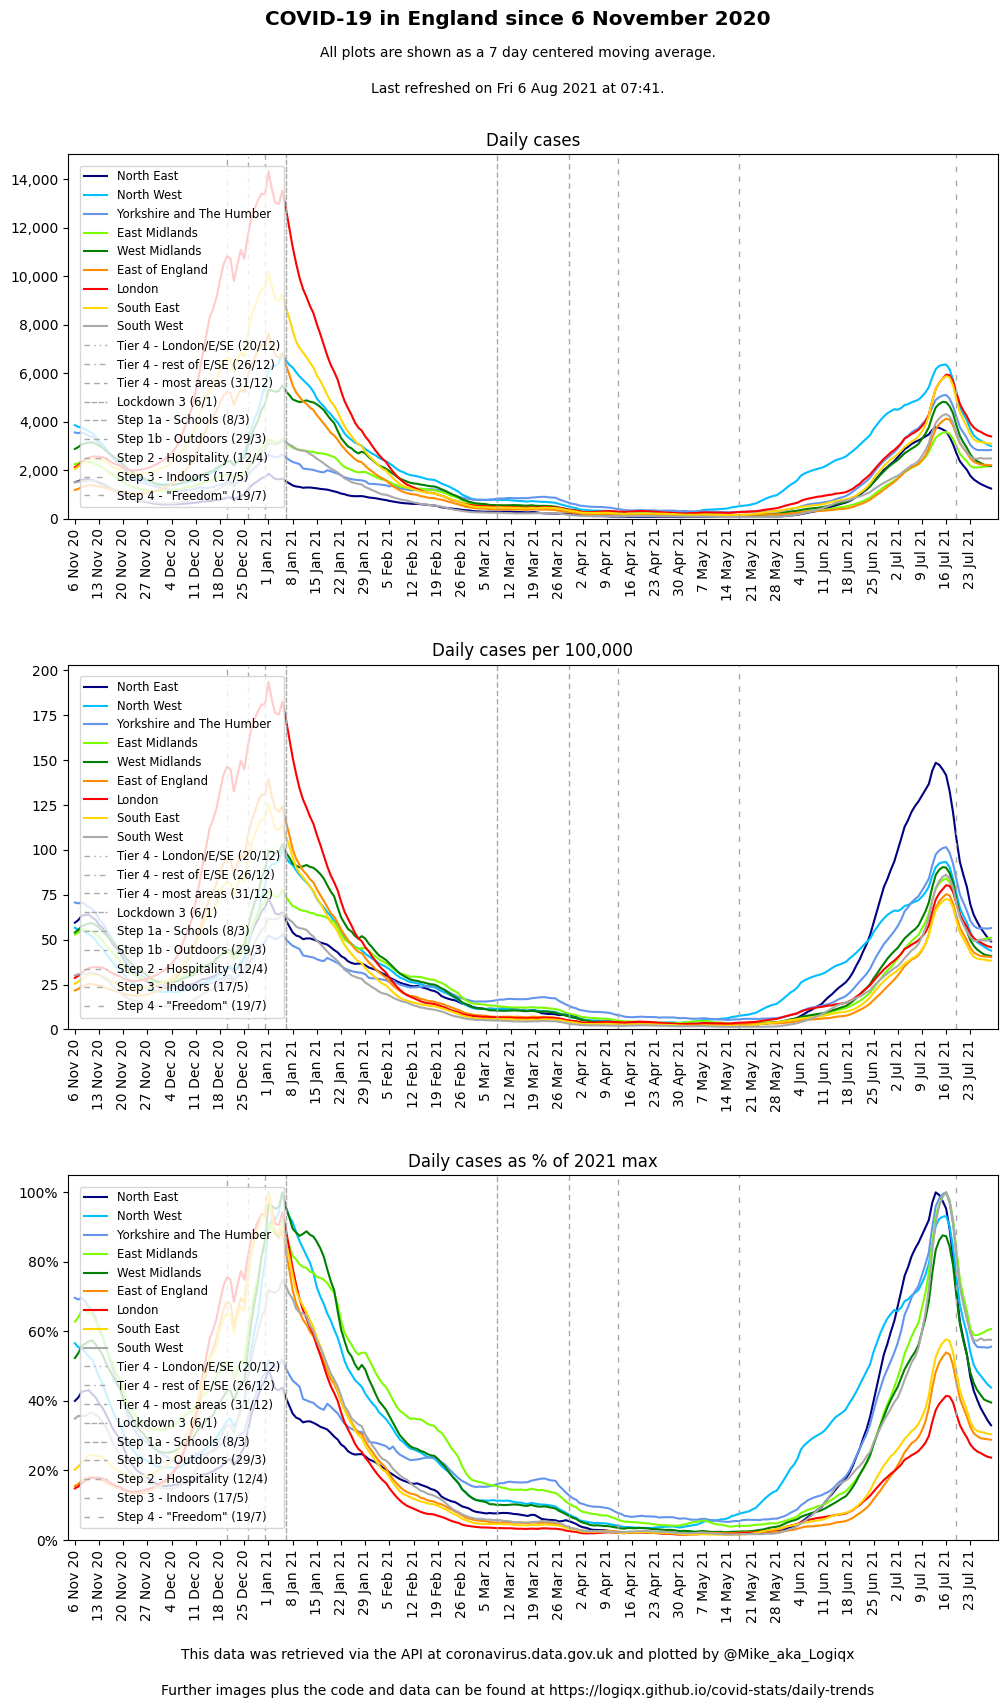 COVID-19 in England since 6 November 2020
All plots are shown as a 7 day centered moving average.
Last refreshed on Fri 6 Aug 2021 at 07:41.
Daily cases
14,000
12,000
10,000
8,000
6,000
4,000
2,000
0
North East
North West
Yorkshire and The Humber
East Midlands
West Midlands
East of England
London
South East
South West
Tier 4 - London/E/SE (20/12)
Tier 4 - rest of E/SE (26/12)
Tier 4 - most areas (31/12)
Lockdown 3 (6/1)
Step 1a - Schools (8/3)
Step 1b - Outdoors (29/3)
Step 2 - Hospitality (12/4)
Step 3 - Indoors (17/5)
Step 4 - "Freedom" (19/7)
6 Nov 20
13 Nov 20
20 Nov 20
27 Nov 20
4 Dec 20
11 Dec 20
18 Dec 20
25 Dec 20
1 Jan 21
8 Jan 21
15 Jan 21
22 Jan 21
29 Jan 21
5 Feb 21
12 Feb 21
19 Feb 21
26 Feb 21
5 Mar 21
12 Mar 21
19 Mar 21
26 Mar 21
2 Apr 21
9 Apr 21
16 Apr 21
23 Apr 21
30 Apr 21
7 May 21
14 May 21
21 May 21
28 May 21
4 Jun 21
11 Jun 21
18 Jun 21
25 Jun 21
2 Jul 21
9 Jul 21
16 Jul 21
23 Jul 21
Daily cases per 100,000
200
175
150
125
100
75
50
25
0
North East
North West
Yorkshire and The Humber
East Midlands
West Midlands
East of England
London
South East
South West
Tier 4 - London/E/SE (20/12)
Tier 4 - rest of E/SE (26/12)
Tier 4 - most areas (31/12)
Lockdown 3 (6/1)
Step 1a - Schools (8/3)
Step 1b - Outdoors (29/3)
Step 2 - Hospitality (12/4)
Step 3 - Indoors (17/5)
Step 4 - "Freedom" (19/7)
6 Nov 20
13 Nov 20
20 Nov 20
27 Nov 20
4 Dec 20
11 Dec 20
18 Dec 20
25 Dec 20
1 Jan 21
8 Jan 21
15 Jan 21
22 Jan 21
29 Jan 21
5 Feb 21
12 Feb 21
19 Feb 21
26 Feb 21
5 Mar 21
12 Mar 21
19 Mar 21
26 Mar 21
2 Apr 21
9 Apr 21
16 Apr 21
23 Apr 21
30 Apr 21
7 May 21
14 May 21
21 May 21
28 May 21
4 Jun 21
11 Jun 21
18 Jun 21
25 Jun 21
2 Jul 21
9 Jul 21
16 Jul 21
23 Jul 21
Daily cases as % of 2021 max
100%
80%
60%
40%
20%
0%
North East
North West
Yorkshire and The Humber
East Midlands
West Midlands
East of England
London
South East
South West
Tier 4 - London/E/SE (20/12)
Tier 4 - rest of E/SE (26/12)
Tier 4 - most areas (31/12)
Lockdown 3 (6/1)
Step 1a - Schools (8/3)
Step 1b - Outdoors (29/3)
Step 2 - Hospitality (12/4)
Step 3 - Indoors (17/5)
Step 4 - "Freedom" (19/7)
6 Nov 20
13 Nov 20
20 Nov 20
27 Nov 20
4 Dec 20
11 Dec 20
18 Dec 20
25 Dec 20
1 Jan 21
8 Jan 21
15 Jan 21
22 Jan 21
29 Jan 21
5 Feb 21
12 Feb 21
19 Feb 21
26 Feb 21
5 Mar 21
12 Mar 21
19 Mar 21
26 Mar 21
2 Apr 21
9 Apr 21
16 Apr 21
23 Apr 21
30 Apr 21
7 May 21
14 May 21
21 May 21
28 May 21
4 Jun 21
11 Jun 21
18 Jun 21
25 Jun 21
2 Jul 21
9 Jul 21
16 Jul 21
23 Jul 21
This data was retrieved via the API at coronavirus.data.gov.uk and plotted by @Mike_aka_Logiqx
Further images plus the code and data can be found at https://logiqx.github.io/covid-stats/daily-trends